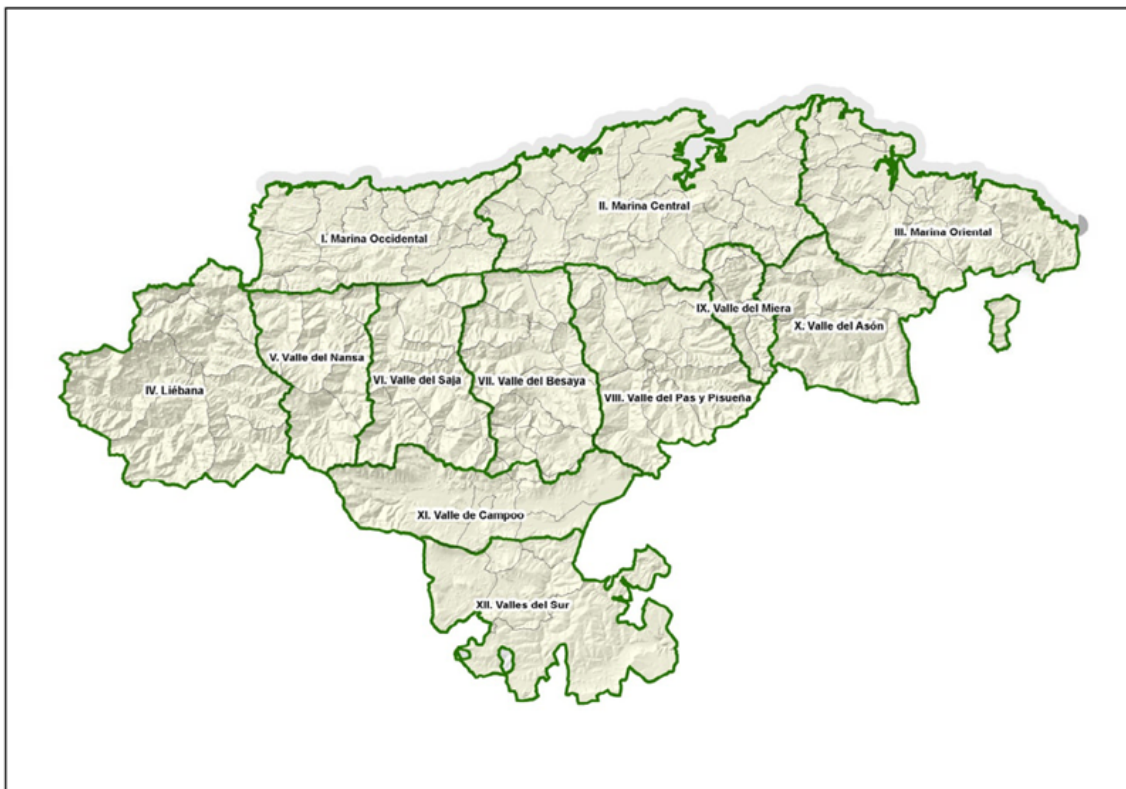 I. Marina Occidental
II. Marina Central
III. Marina Oriental
IV. Liébana
V. Valle del Nansa
VI. Valle del Saja
VII. Valle del Besaya
VIII. Valle del Pas y Pisueña
IX. Valle del Miera
X. Valle del Asón
XI. Valle de Campoo
XII. Valles del Sur